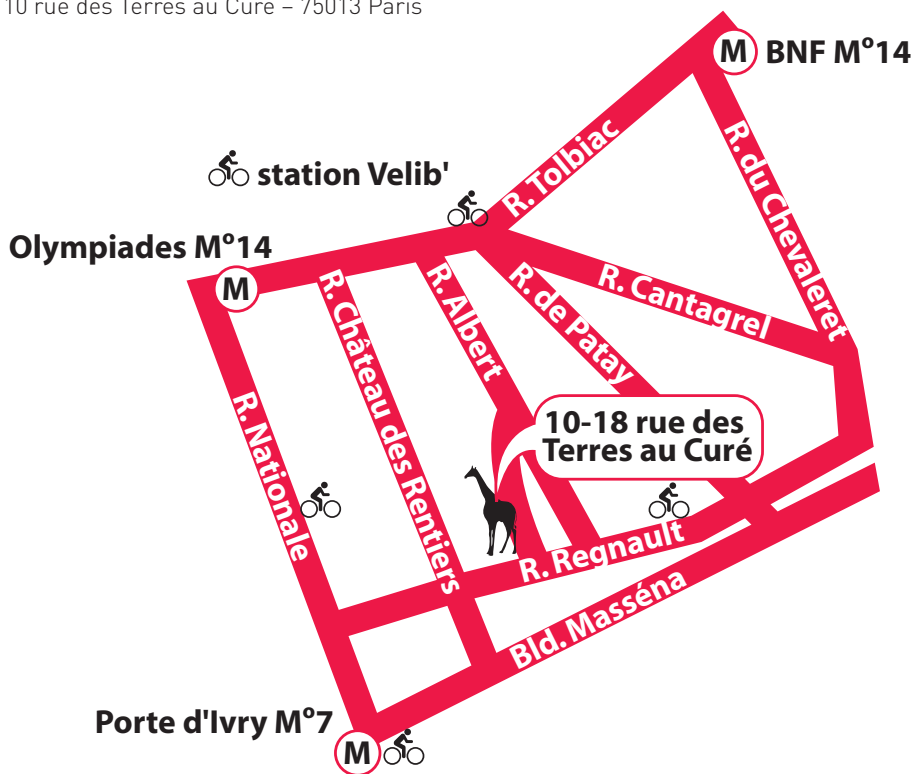 10 rue des Terres au Curé – 75013 Paris
M BNF M°14
R. Tolbiac
R. du Chevaleret
station Velib'
Olympiades M°14
M
R. Château des Rentiers
R. Albert
R. de Patay
R. Cantagrel
R. Nationale
10-18 rue des
Terres au Curé
R. Regnault
Bld. Masséna
Porte d'Ivry M°7
M